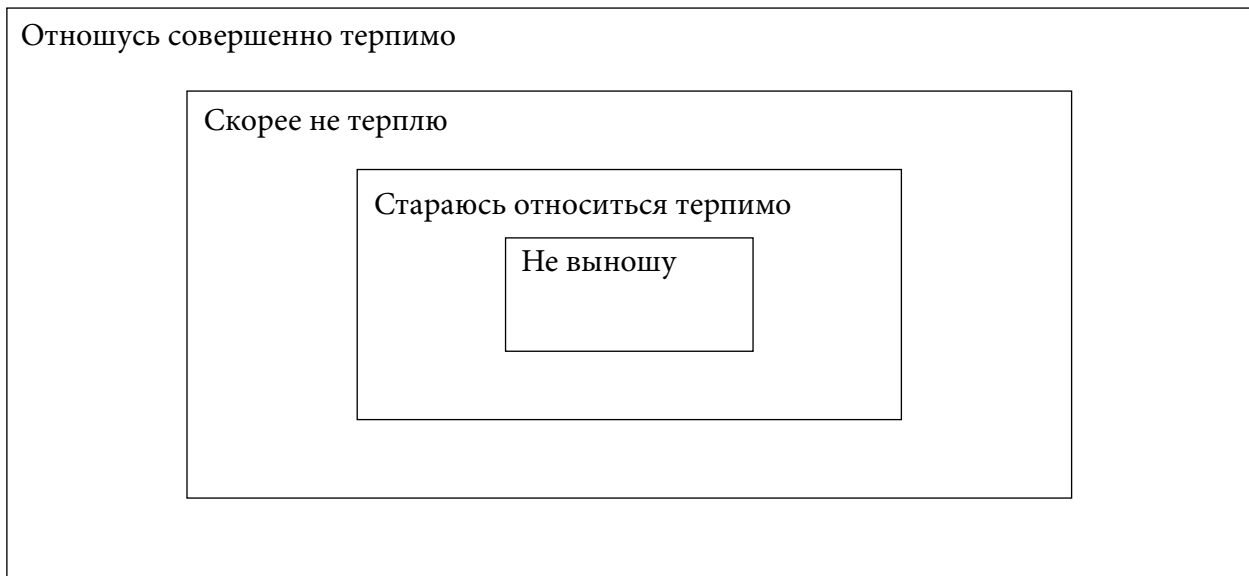 Отношусь совершенно терпимо
Скорее не терплю
Стараюсь относиться терпимо
Не выношу